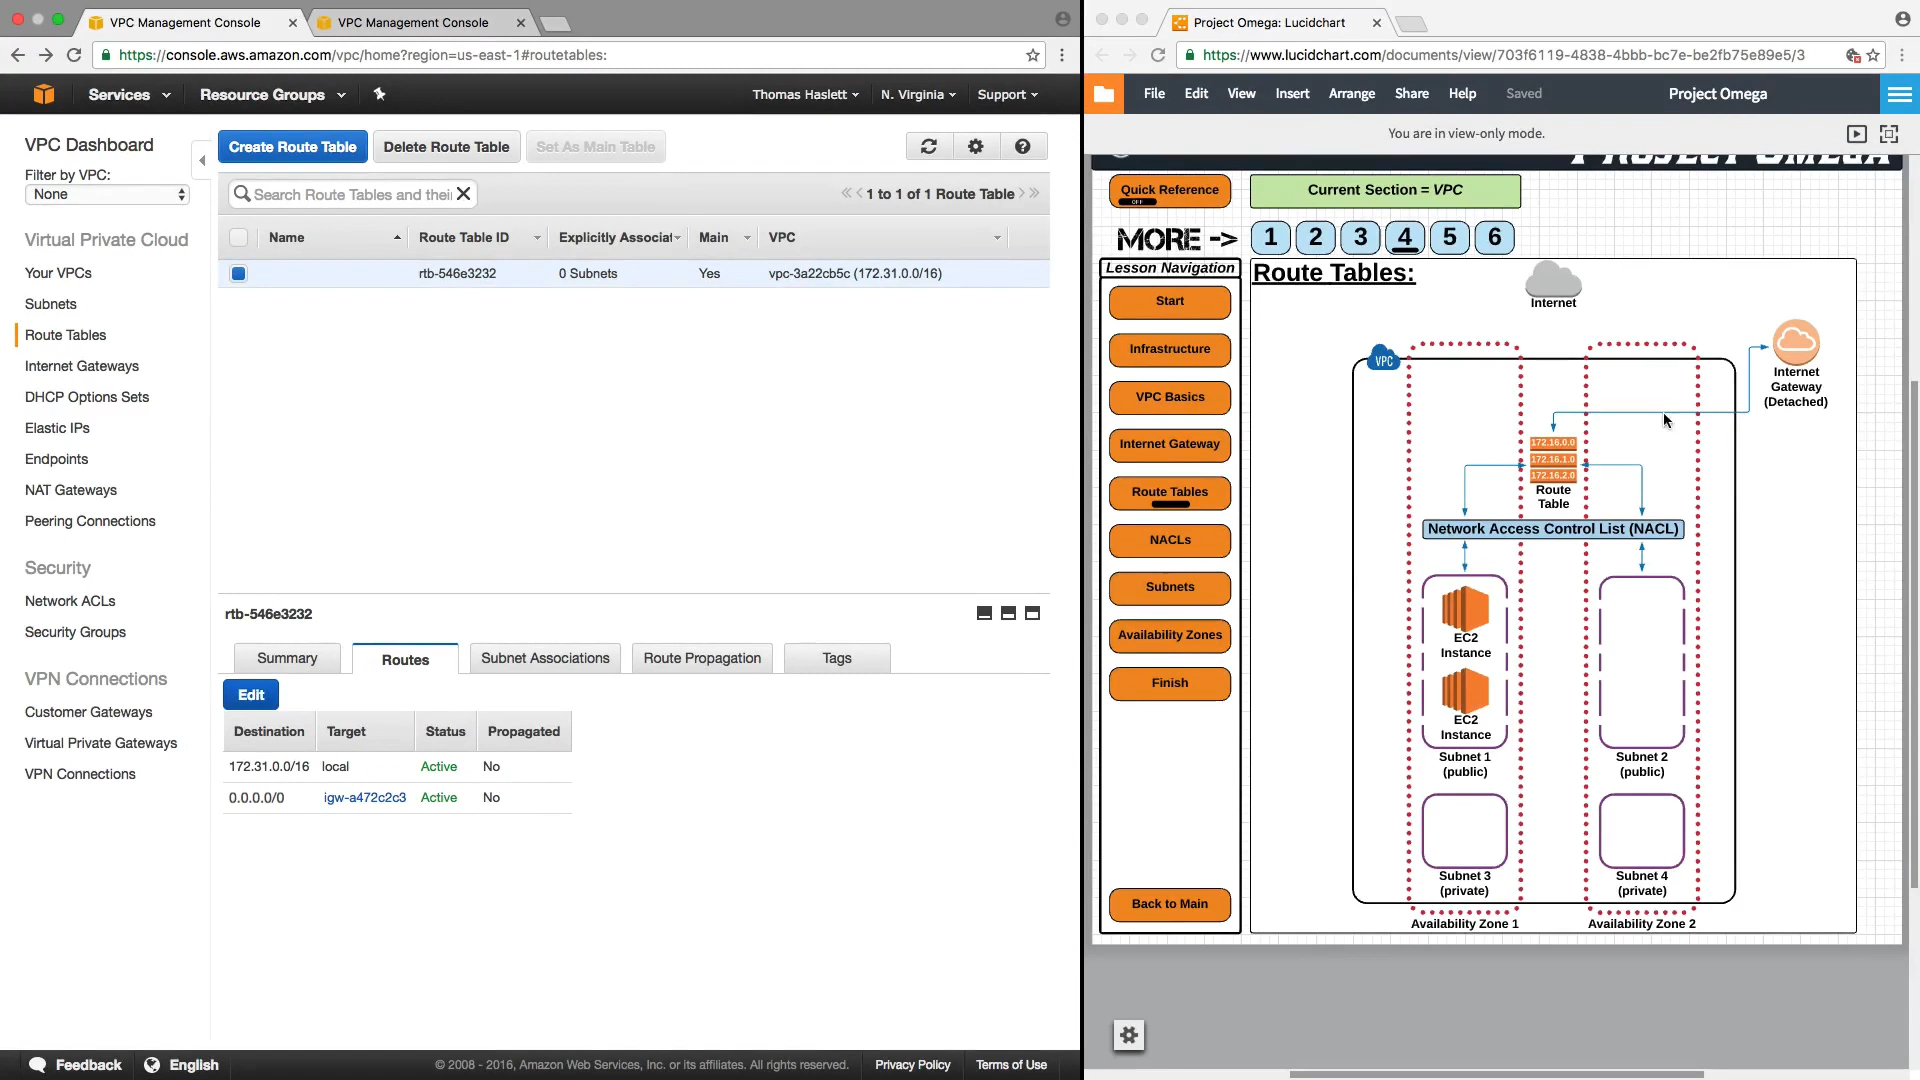 VPC Management Console
VPC Management Console
https://console.aws.amazon.com/vpc/home?region=us-east-1#routetables:
Services
Resource Groups
Thomas Haslett
N. Virginia
Support
VPC Dashboard
Filter by VPC:
None
Virtual Private Cloud
Your VPCs
Subnets
Route Tables
Internet Gateways
DHCP Options Sets
Elastic IPs
Endpoints
NAT Gateways
Peering Connections
Security
Network ACLs
Security Groups
VPN Connections
Customer Gateways
Virtual Private Gateways
VPN Connections
Create Route Table
Delete Route Table
Set As Main Table
Search Route Tables and thei
1 to 1 of 1 Route Table
Name Route Table ID Explicitly Associat Main VPC
rtb-546e3232 0 Subnets Yes vpc-3a22cb5c (172.31.0.0/16)
rtb-546e3232
Summary Routes Subnet Associations Route Propagation Tags
Edit
Destination Target Status Propagated
172.31.0.0/16 local Active No
0.0.0.0/0 igw-a472c2c3 Active No
Feedback
English
© 2008 - 2016, Amazon Web Services, Inc. or its affiliates. All rights reserved.
Privacy Policy
Terms of Use
Project Omega: Lucidchart
https://www.lucidchart.com/documents/view/703f6119-4838-4bbb-bc7e-be2fb75e89e5/3
File Edit View Insert Arrange Share Help Saved
Project Omega
You are in view-only mode.
PROJECT OMEGA
Quick Reference
OFF
Current Section = VPC
MORE ->
1 2 3 4 5 6
Lesson Navigation
Start
Infrastructure
VPC Basics
Internet Gateway
Route Tables
NACLs
Subnets
Availability Zones
Finish
Back to Main
Route Tables:
Internet
VPC
Internet
Gateway
(Detached)
172.16.0.0
172.16.1.0
172.16.2.0
Route
Table
Network Access Control List (NACL)
EC2
Instance
EC2
Instance
Subnet 1
(public)
Subnet 2
(public)
Subnet 3
(private)
Subnet 4
(private)
Availability Zone 1
Availability Zone 2